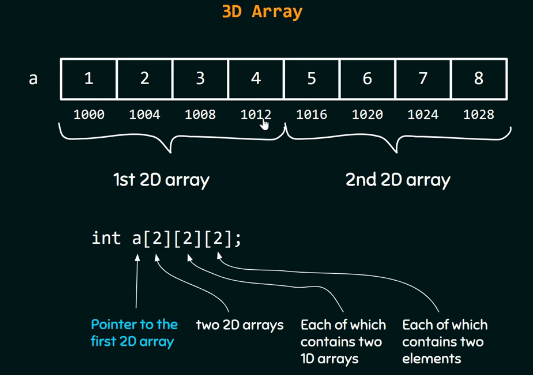 3D Array
a 1 2 3 4 5 6 7 8
1000 1004 1008 1012 1016 1020 1024 1028
1st 2D array 2nd 2D array
int a[2][2][2];
Pointer to the
first 2D array
two 2D arrays
Each of which
contains two
1D arrays
Each of which
contains two
elements